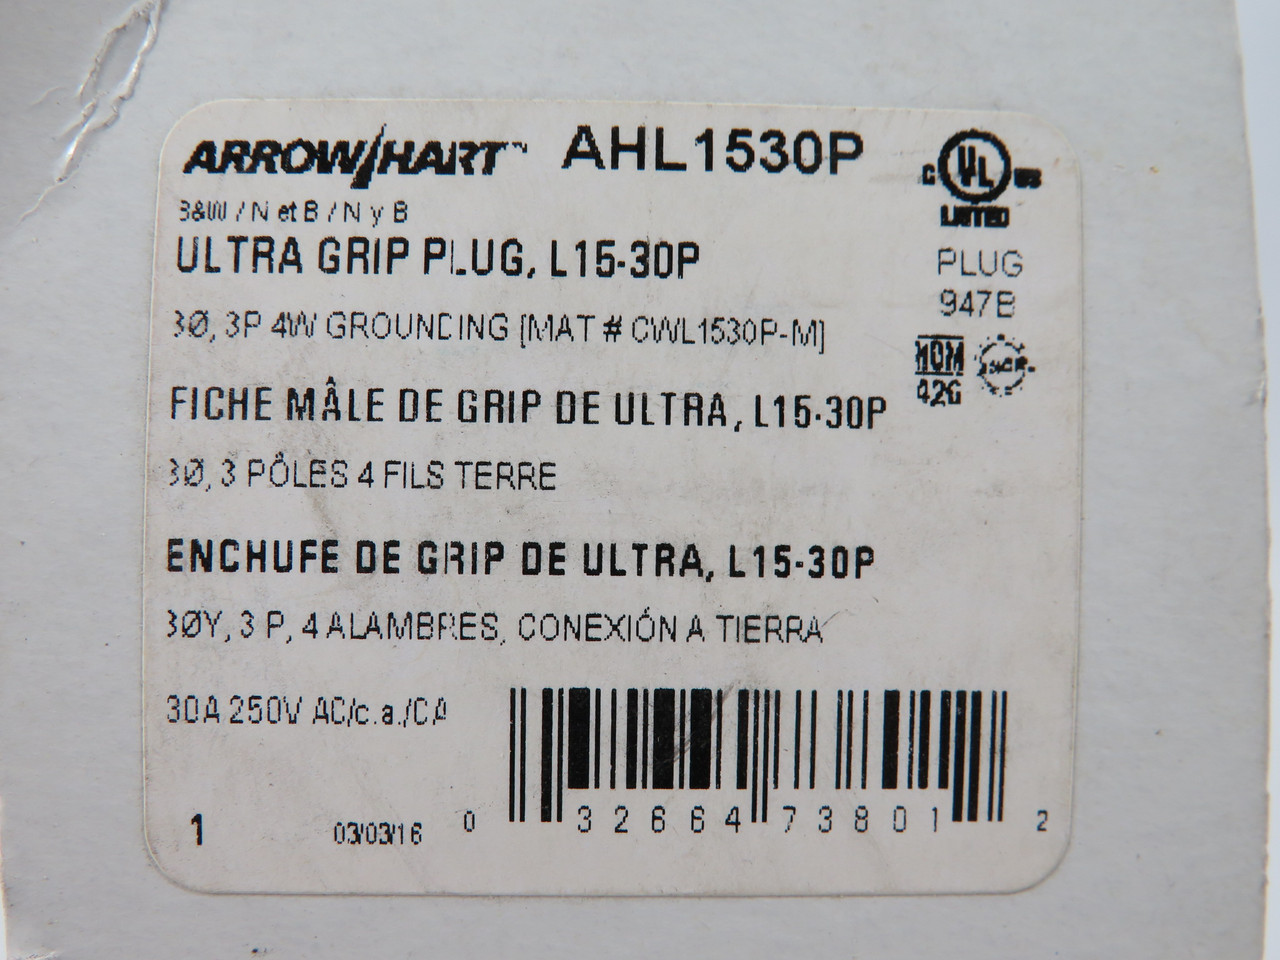 ARROW/HART™ AHL1530P
B&W / N et B / N y B
ULTRA GRIP PLUG, L15-30P
3Ø, 3P 4W GROUNDING [MAT # CWL1530P-M]
FICHE MÂLE DE GRIP DE ULTRA, L15-30P
3Ø, 3 PÔLES 4 FILS TERRE
ENCHUFE DE GRIP DE ULTRA, L15-30P
3ØY, 3 P, 4 ALAMBRES, CONEXIÓN A TIERRA
30A 250V AC/c.a./CA
1 03/03/16
0 32664 73801 2
C UL US
LISTED
PLUG
947B
NOM
426